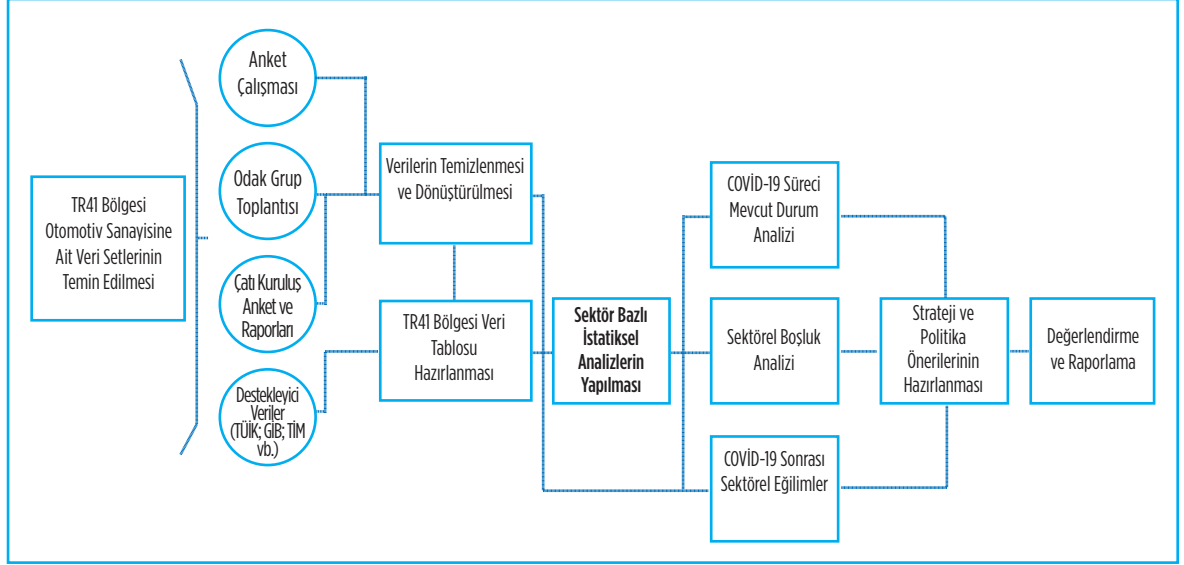 TR41 Bölgesi
Otomotiv Sanayisine
Ait Veri Setlerinin
Temin Edilmesi
Anket
Çalışması
Odak Grup
Toplantısı
Çatı Kuruluş
Anket ve
Raporları
Destekleyici
Veriler
(TÜİK; GİB; TİM
vb.)
Verilerin Temizlenmesi
ve Dönüştürülmesi
TR41 Bölgesi Veri
Tablosu
Hazırlanması
Sektör Bazlı
İstatiksel
Analizlerin
Yapılması
COVİD-19 Süreci
Mevcut Durum
Analizi
Sektörel Boşluk
Analizi
COVİD-19 Sonrası
Sektörel Eğilimler
Strateji ve
Politika
Önerilerinin
Hazırlanması
Değerlendirme
ve Raporlama